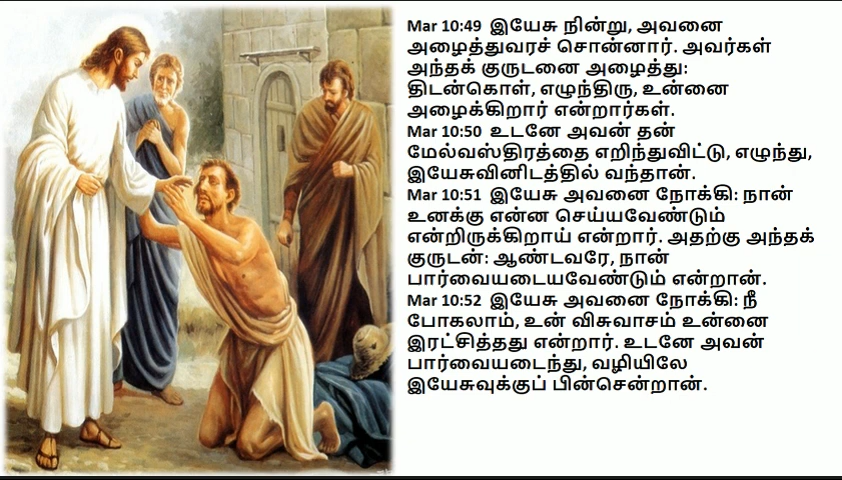 Mar 10:49 இயேசு நின்று, அவனை
அழைத்துவரச் சொன்னார். அவர்கள்
அந்தக் குருடனை அழைத்து:
திடன்கொள், எழுந்திரு, உன்னை
அழைக்கிறார் என்றார்கள்.
Mar 10:50 உடனே அவன் தன்
மேல்வஸ்திரத்தை எறிந்துவிட்டு, எழுந்து,
இயேசுவினிடத்தில் வந்தான்.
Mar 10:51 இயேசு அவனை நோக்கி: நான்
உனக்கு என்ன செய்யவேண்டும்
என்றிருக்கிறாய் என்றார். அதற்கு அந்தக்
குருடன்: ஆண்டவரே, நான்
பார்வையடையவேண்டும் என்றான்.
Mar 10:52 இயேசு அவனை நோக்கி: நீ
போகலாம், உன் விசுவாசம் உன்னை
இரட்சித்தது என்றார். உடனே அவன்
பார்வையடைந்து, வழியிலே
இயேசுவுக்குப் பின்சென்றான்.